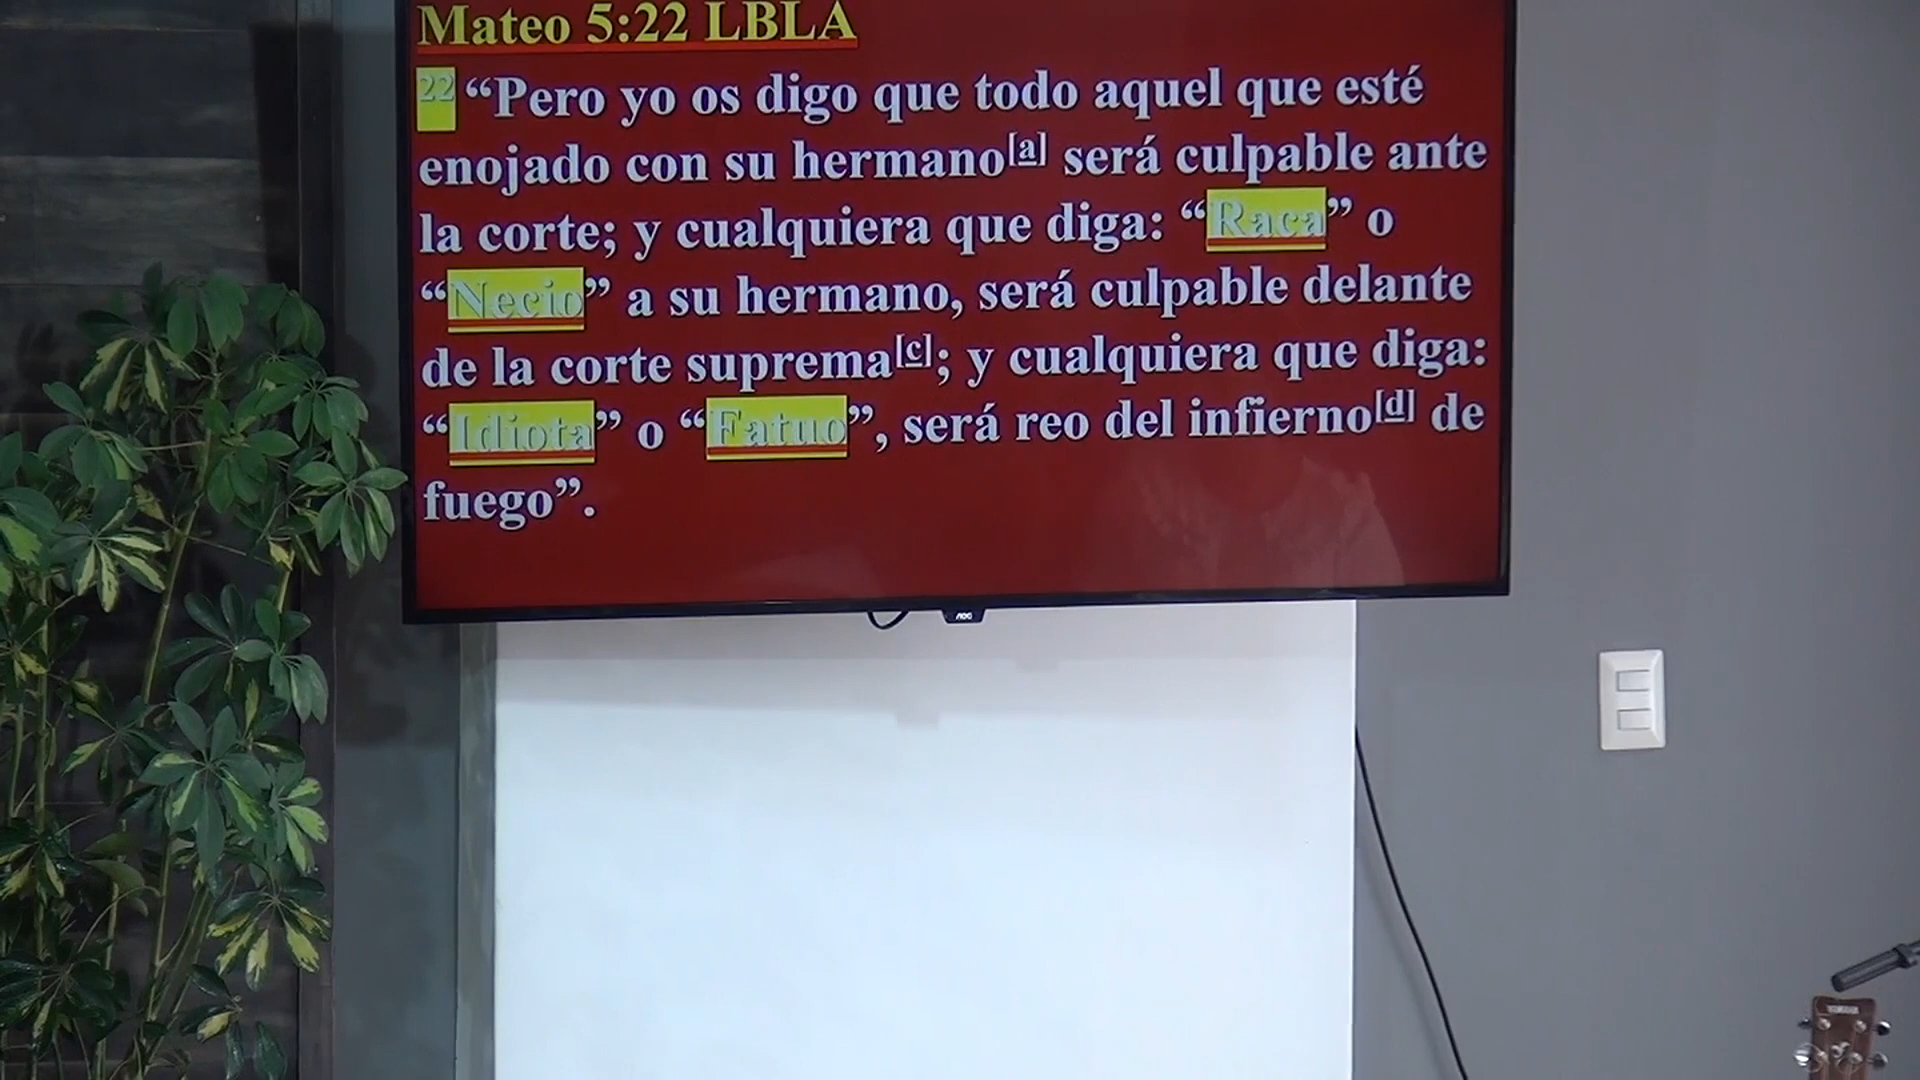 Mateo 5:22 LBLA
22 “Pero yo os digo que todo aquel que esté
enojado con su hermano[a] será culpable ante
la corte; y cualquiera que diga: “Raca” o
“Necio” a su hermano, será culpable delante
de la corte suprema[c]; y cualquiera que diga:
“Idiota” o “Fatuo”, será reo del infierno[d] de
fuego”.
AOC